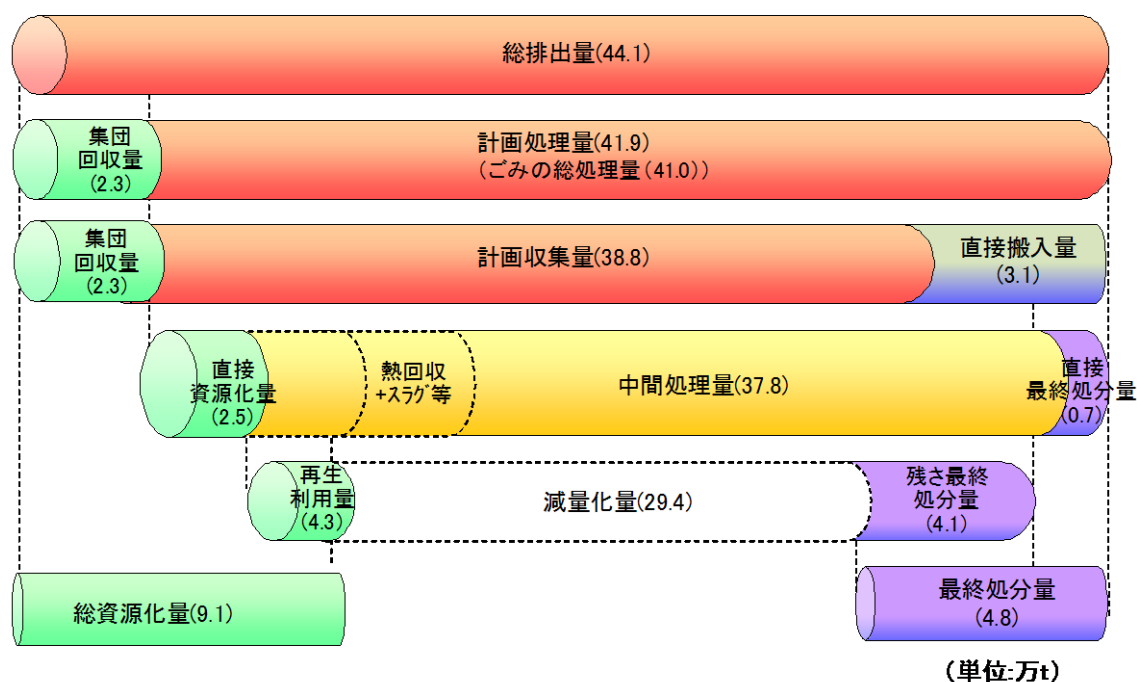 総排出量(44.1)
集団
回収量
(2.3)
計画処理量(41.9)
(ごみの総処理量(41.0))
集団
回収量
(2.3)
計画収集量(38.8)
直接搬入量
(3.1)
直接
資源化量
(2.5)
熱回収
+スラグ等
中間処理量(37.8)
直接
最終処分量
(0.7)
再生
利用量
(4.3)
減量化量(29.4)
残さ最終
処分量
(4.1)
総資源化量(9.1)
最終処分量
(4.8)
(単位:万t)